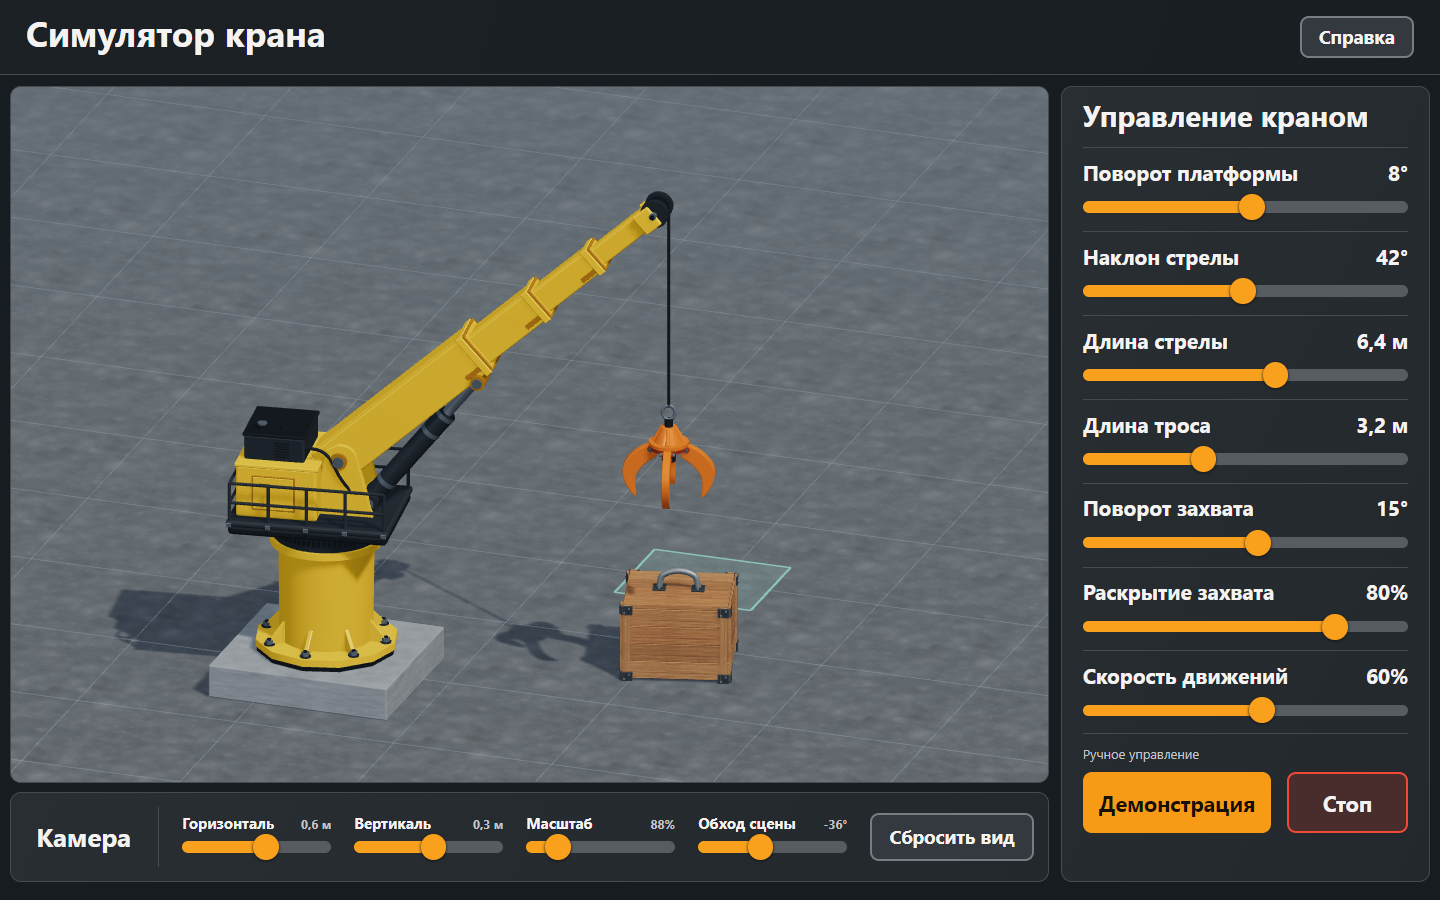 Симулятор крана
Справка
Управление краном
Поворот платформы 8°
Наклон стрелы 42°
Длина стрелы 6,4 м
Длина троса 3,2 м
Поворот захвата 15°
Раскрытие захвата 80%
Скорость движений 60%
Ручное управление
Демонстрация
Стоп
Камера
Горизонталь 0,6 м
Вертикаль 0,3 м
Масштаб 88%
Обход сцены -36°
Сбросить вид